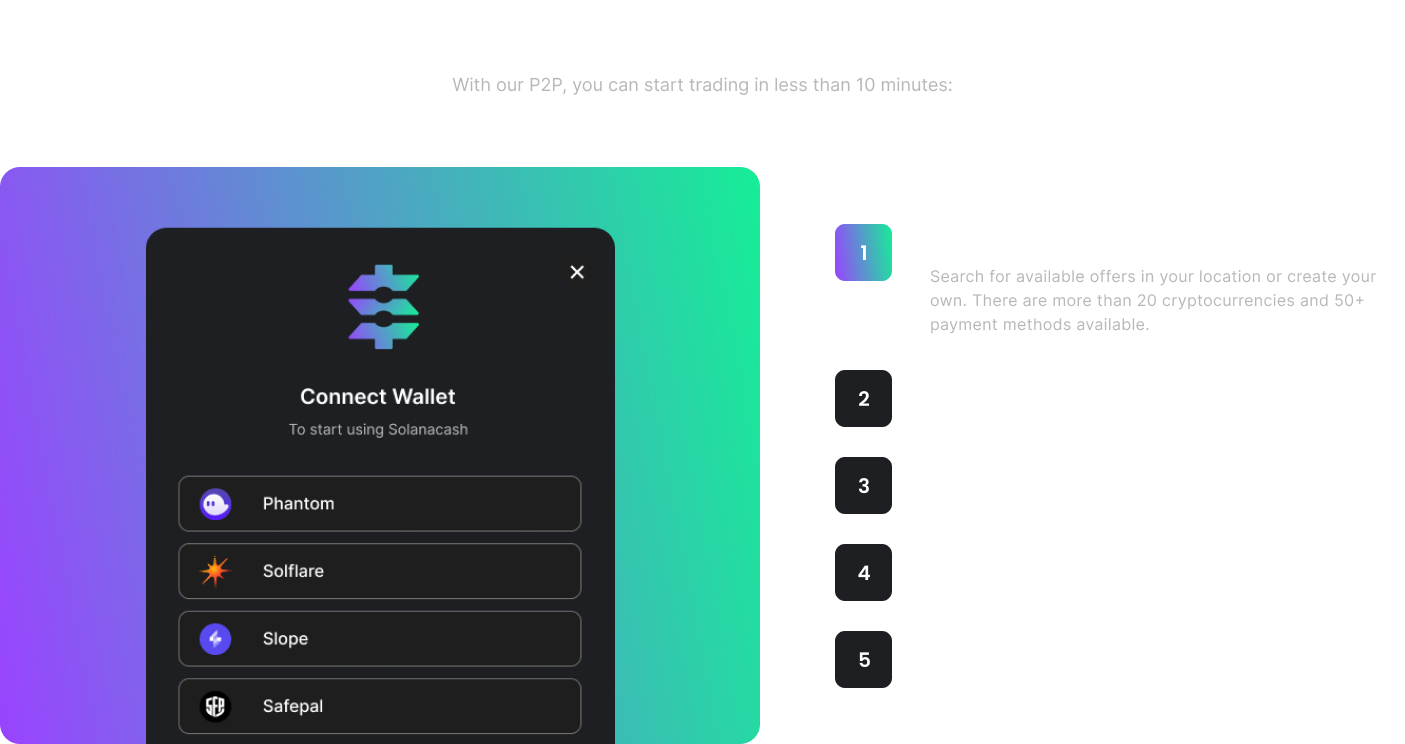 With our P2P, you can start trading in less than 10 minutes:
Connect Wallet
To start using Solanacash
Phantom
Solflare
Slope
SFP
Safepal
1
Search for available offers in your location or create your
own. There are more than 20 cryptocurrencies and 50+
payment methods available.
2
3
4
5